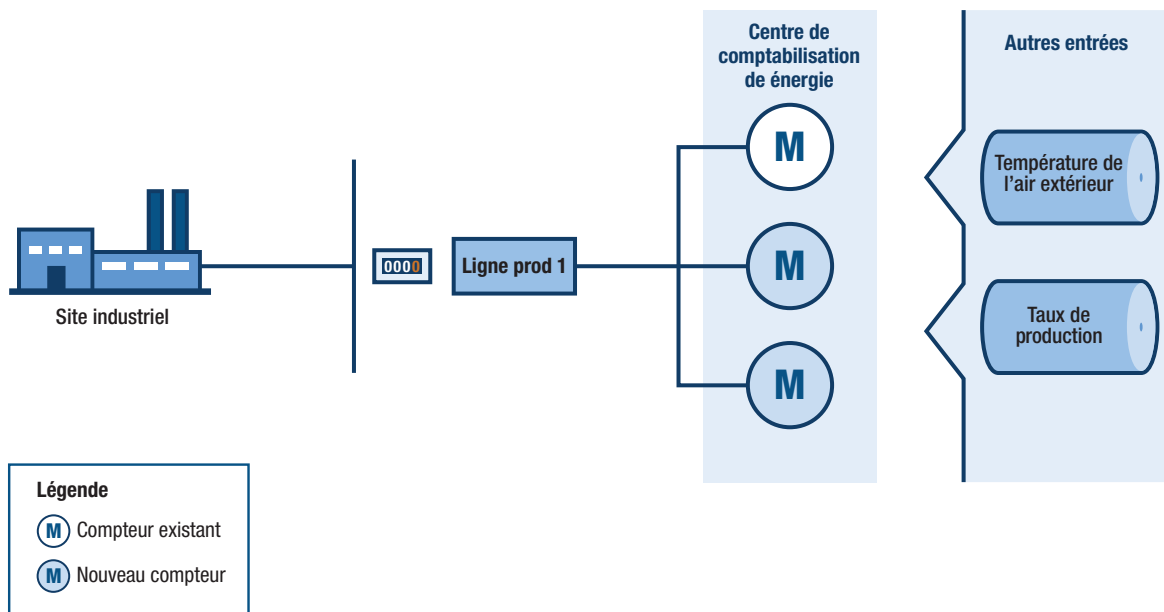 Centre de
comptabilisation
de énergie
Autres entrées
M
Température de
l'air extérieur
0000
Ligne prod 1
M
Site industriel
Taux de
production
M
Légende
M Compteur existant
M Nouveau compteur